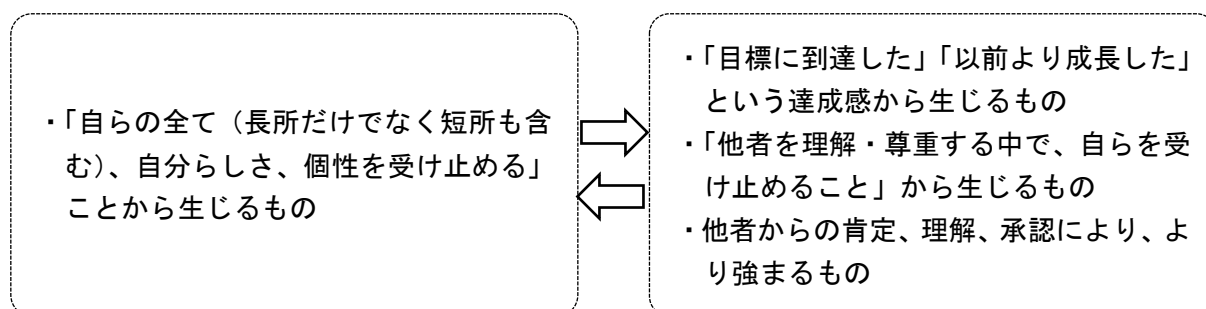 ・「自らの全て（長所だけでなく短所も含
む）、自分らしさ、個性を受け止める」
ことから生じるもの
・「目標に到達した」「以前より成長した」
という達成感から生じるもの
・「他者を理解・尊重する中で、自らを受
け止めること」から生じるもの
・他者からの肯定、理解、承認により、よ
り強まるもの